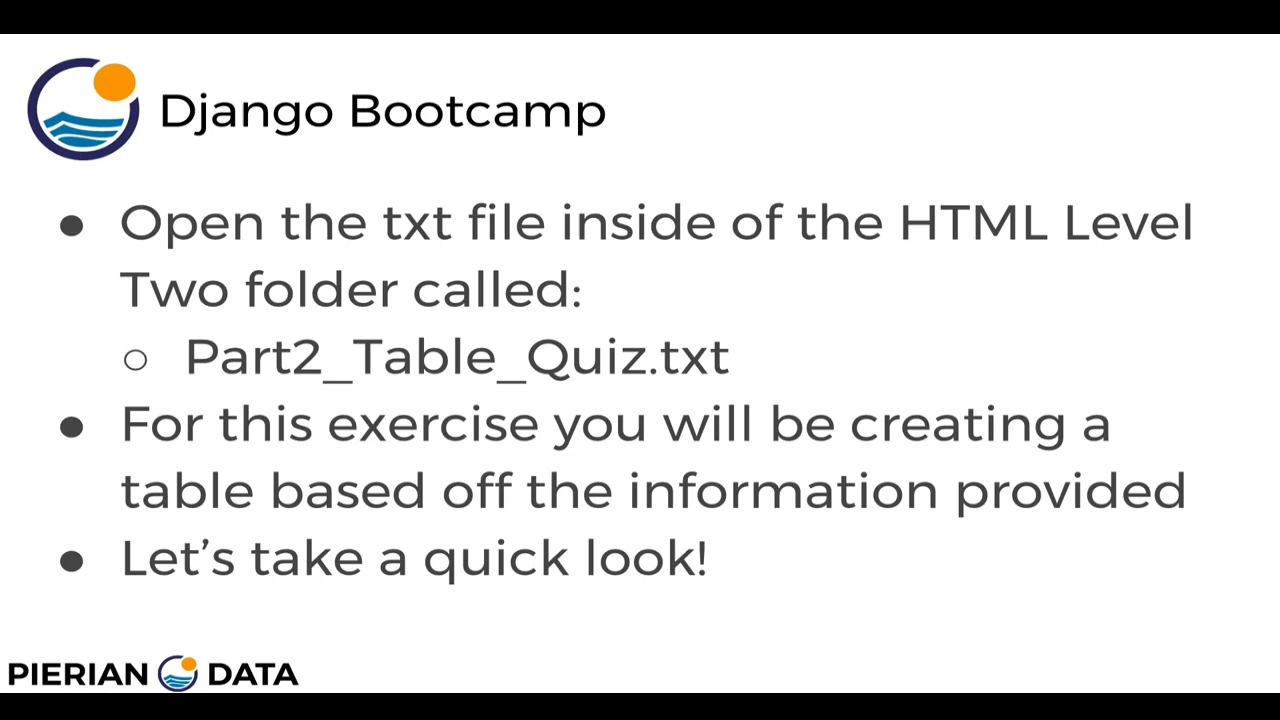 Django Bootcamp
● Open the txt file inside of the HTML Level
Two folder called:
○ Part2_Table_Quiz.txt
● For this exercise you will be creating a
table based off the information provided
● Let’s take a quick look!
PIERIAN DATA